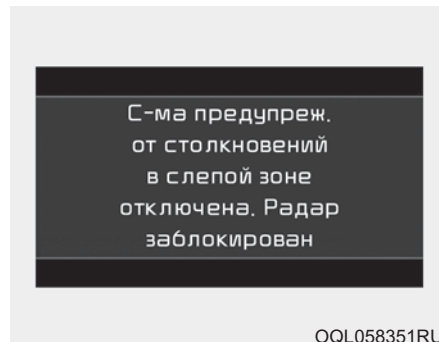 С-ма предупреж.
от столкновений
в слепой зоне
отключена. Радар
заблокирован
OQL058351RU